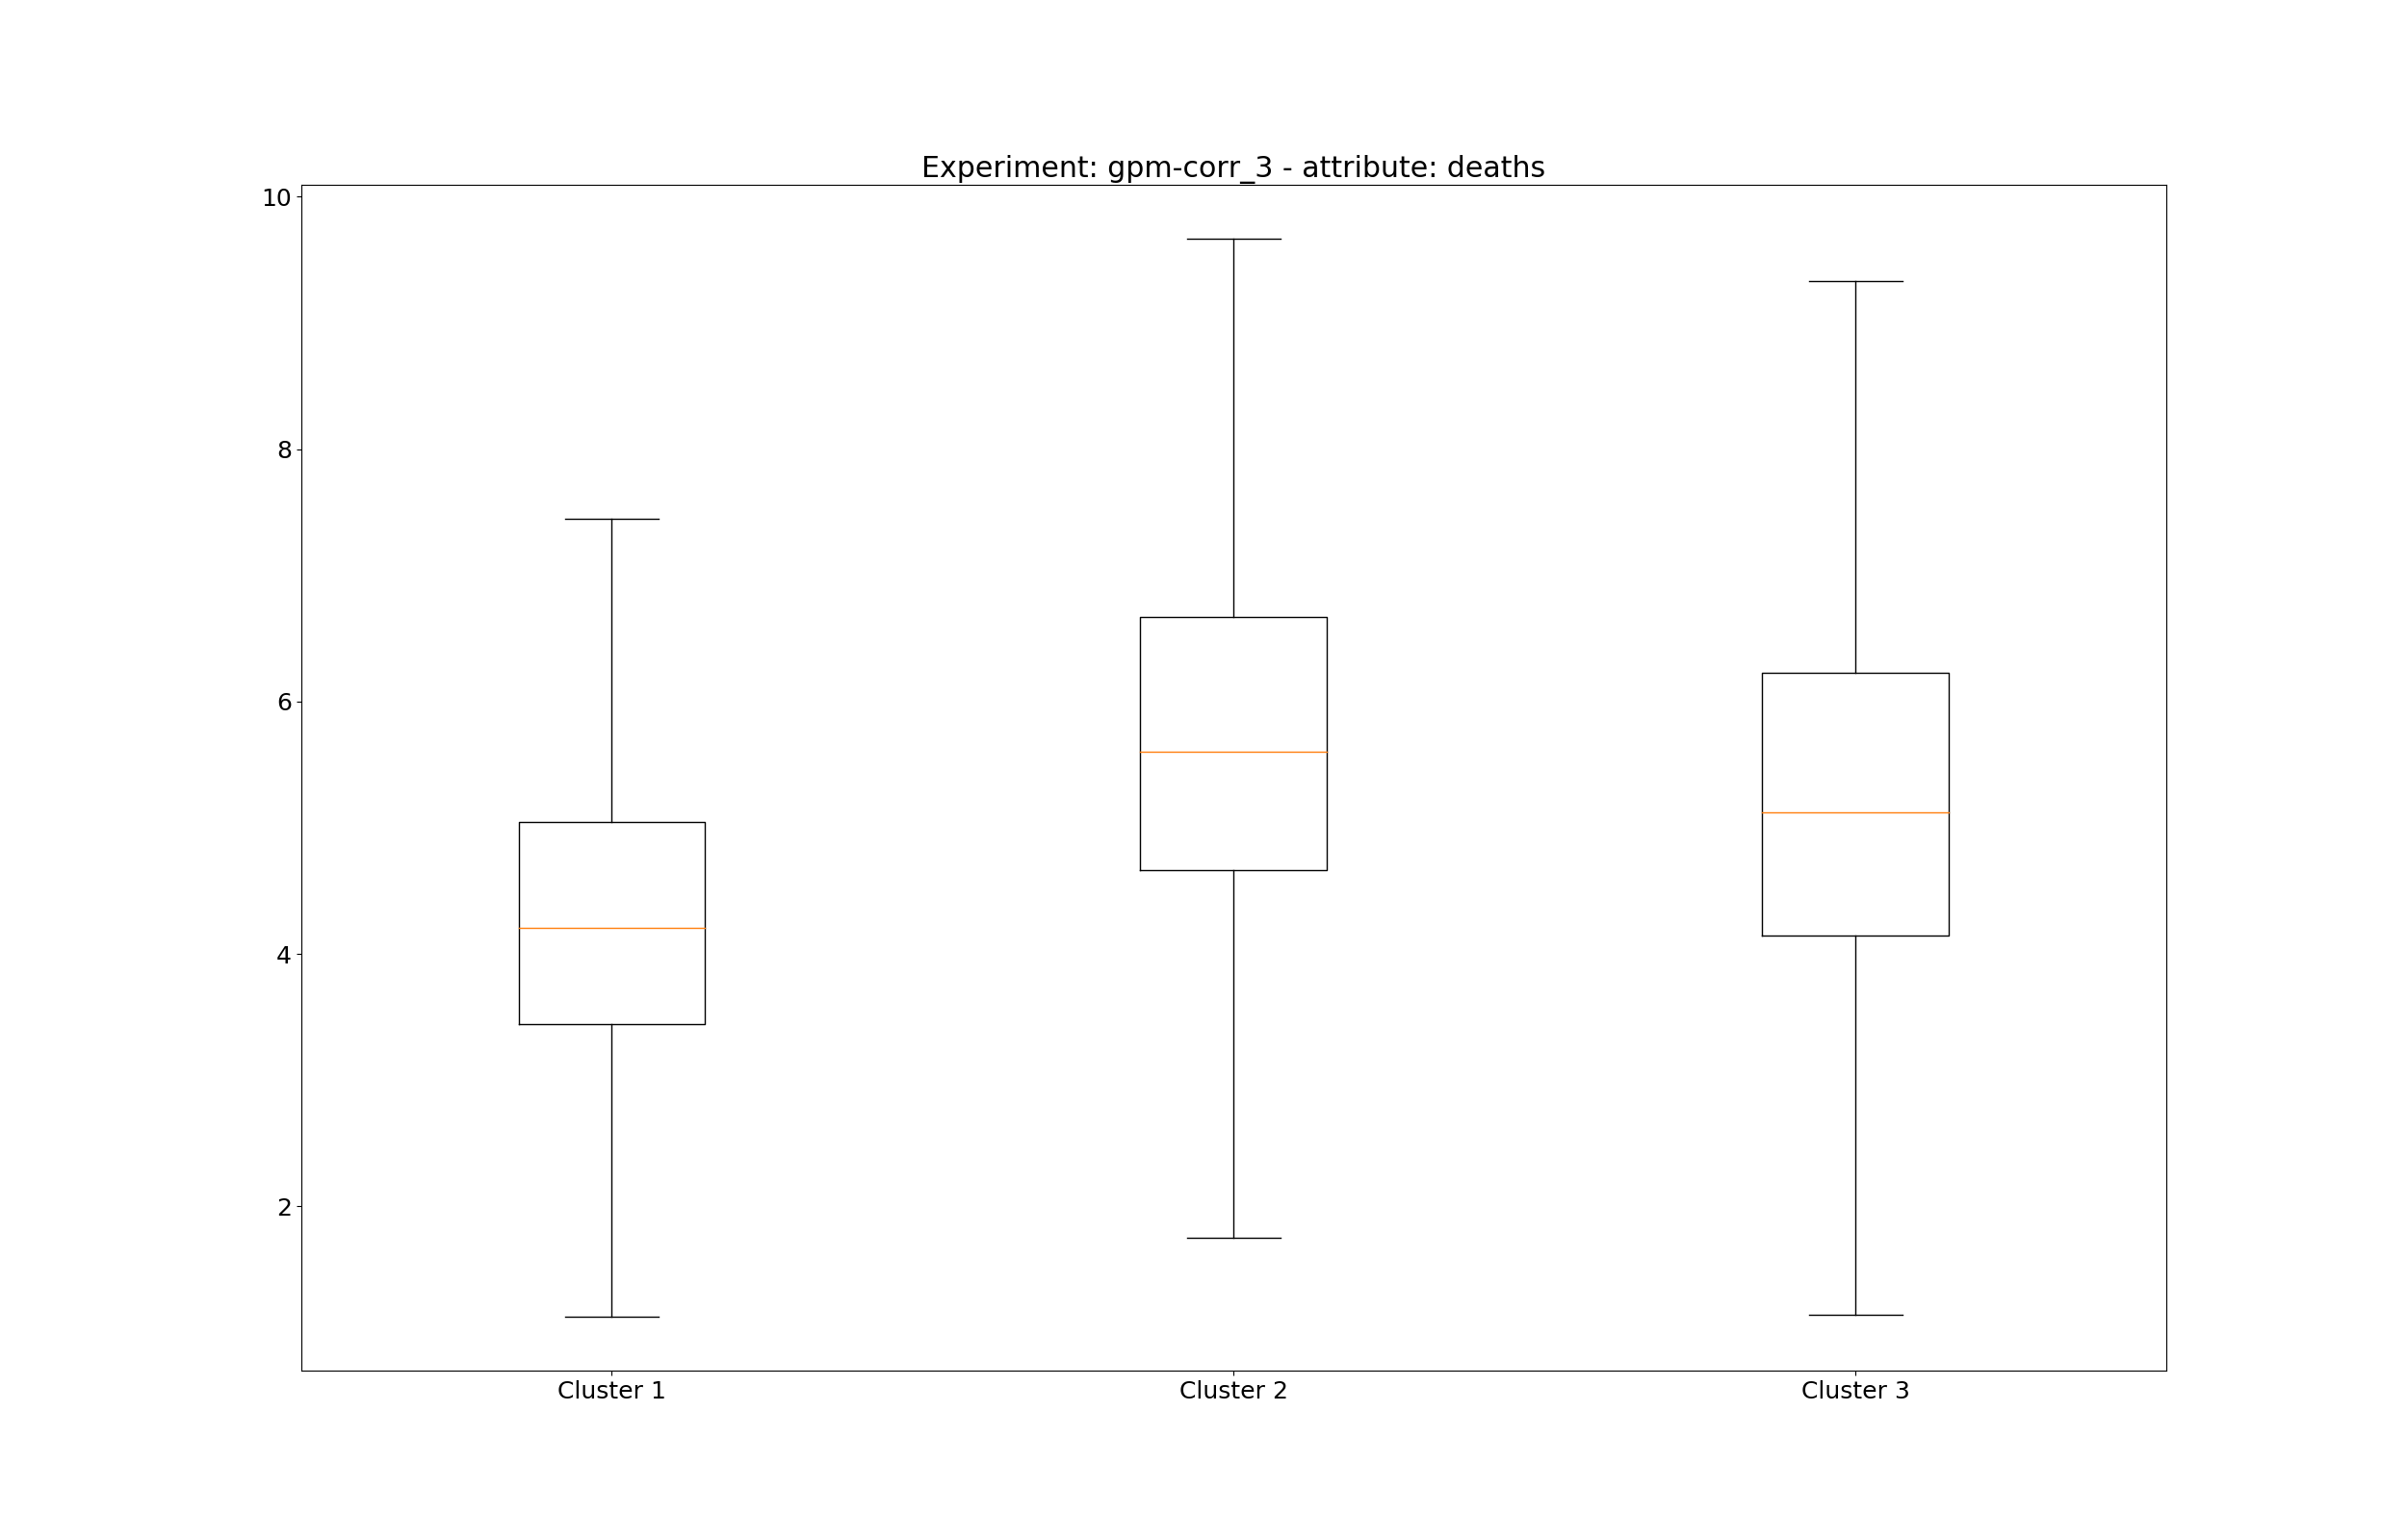 Experiment: gpm-corr_3 - attribute: deaths
10
8
6
4
2
Cluster 1
Cluster 2
Cluster 3